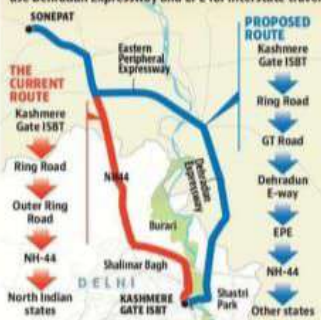 SONEPAT
THE
CURRENT
ROUTE
Kashmere
Gate ISBT
Ring Road
Outer Ring
Road
NH-44
North Indian
states
Eastern
Peripheral
Expressway
NH44
Dehradun
Expressway
Burari
Shalimar Bagh
DELHI
KASHMERE
GATE ISBT
Shastri
Park
PROPOSED
ROUTE
Kashmere
Gate ISBT
Ring Road
GT Road
Dehradun
E-way
EPE
NH-44
Other states